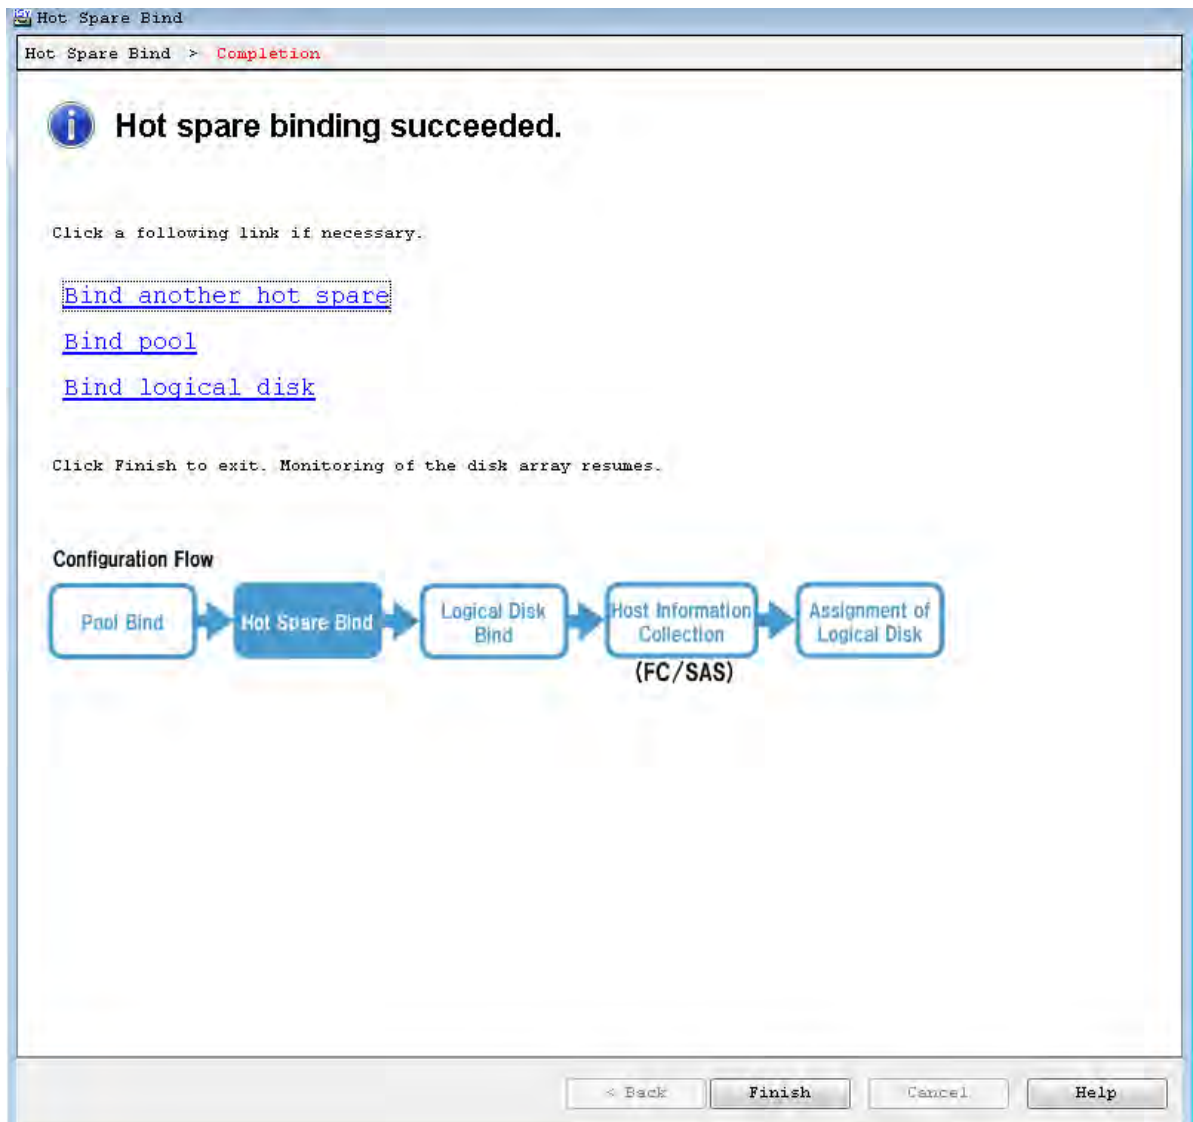 Hot Spare Bind
Hot Spare Bind > Completion
Hot spare binding succeeded.
Click a following link if necessary.
Bind another hot spare
Bind pool
Bind logical disk
Click Finish to exit. Monitoring of the disk array resumes.
Configuration Flow
Pool Bind
Hot Spare Bind
Logical Disk
Bind
Host Information
Collection
(FC/SAS)
Assignment of
Logical Disk
< Back
Finish
Cancel
Help